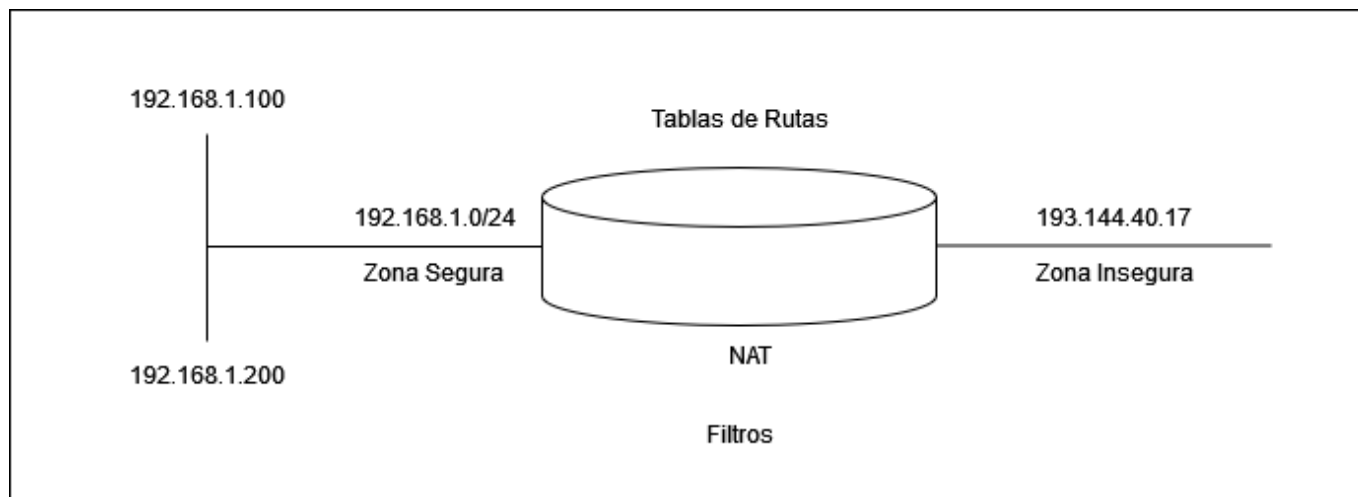 192.168.1.100
Tablas de Rutas
192.168.1.0/24
193.144.40.17
Zona Segura
Zona Insegura
NAT
192.168.1.200
Filtros